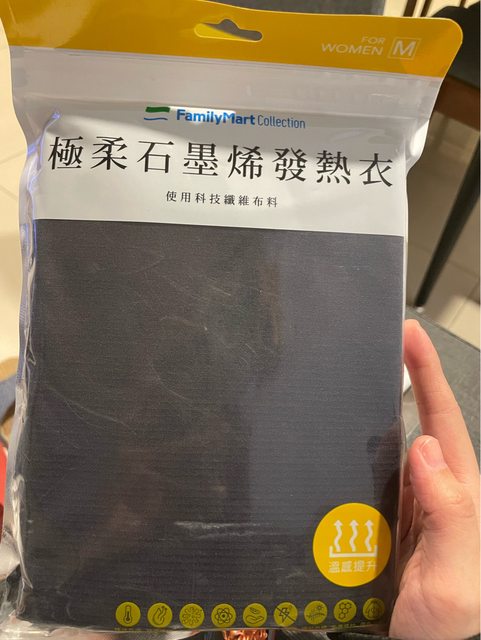 FOR
WOMEN M
FamilyMart Collection
極柔石墨烯發熱衣
使用科技纖維布料
溫感提升